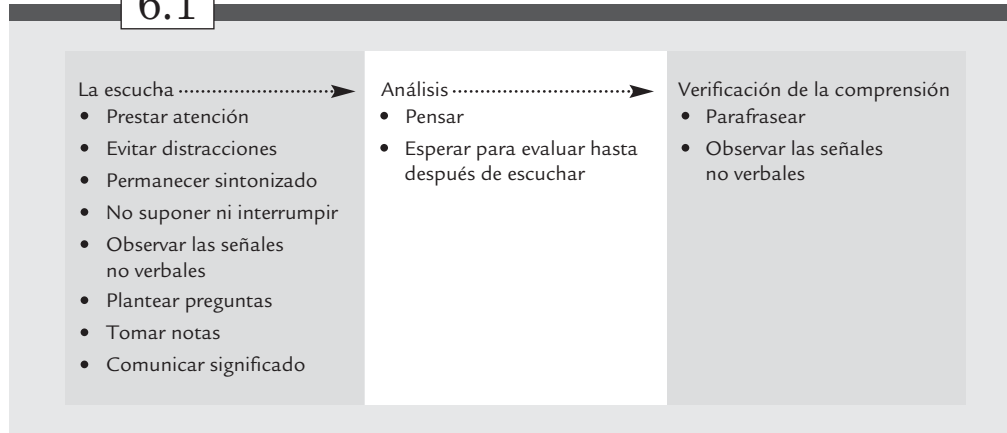 6.1
La escucha
• Prestar atención
• Evitar distracciones
• Permanecer sintonizado
• No suponer ni interrumpir
• Observar las señales
no verbales
• Plantear preguntas
• Tomar notas
• Comunicar significado
Análisis
• Pensar
• Esperar para evaluar hasta
después de escuchar
Verificación de la comprensión
• Parafrasear
• Observar las señales
no verbales